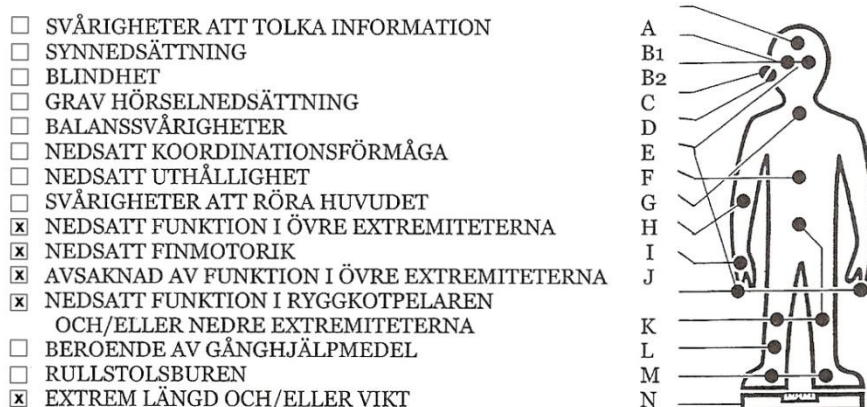 SVÅRIGHETER ATT TOLKA INFORMATION A
SYNNEDSÄTTNING B1
BLINDHET B2
GRAV HÖRSELNEDSÄTTNING C
BALANSSVÅRIGHETER D
NEDSATT KOORDINATIONSFÖRMÅGA E
NEDSATT UTHÅLLIGHET F
SVÅRIGHETER ATT RÖRA HUVUDET G
x NEDSATT FUNKTION I ÖVRE EXTREMITETERNA H
x NEDSATT FINMOTORIK I
x AVSAKNAD AV FUNKTION I ÖVRE EXTREMITETERNA J
x NEDSATT FUNKTION I RYGGKOTPELAREN
OCH/ELLER NEDRE EXTREMITETERNA K
BEROENDE AV GÅNGHJÄLPMEDEL L
RULLSTOLSBUREN M
x EXTREM LÄNGD OCH/ELLER VIKT N